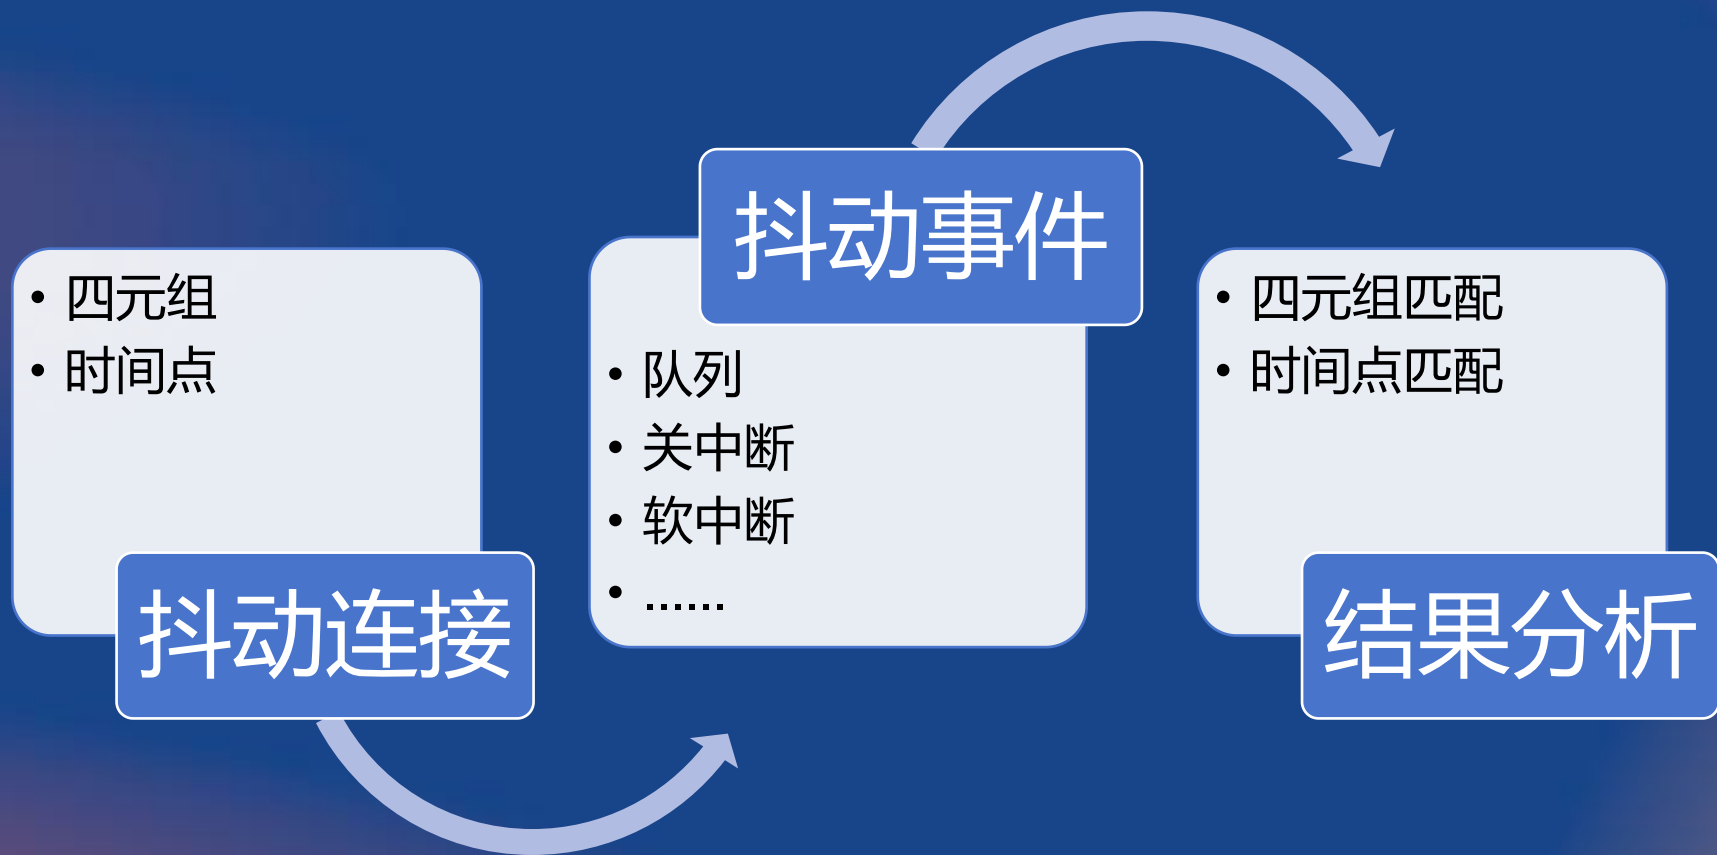 • 四元组
• 时间点
抖动连接
抖动事件
• 队列
• 关中断
• 软中断
• ......
• 四元组匹配
• 时间点匹配
结果分析